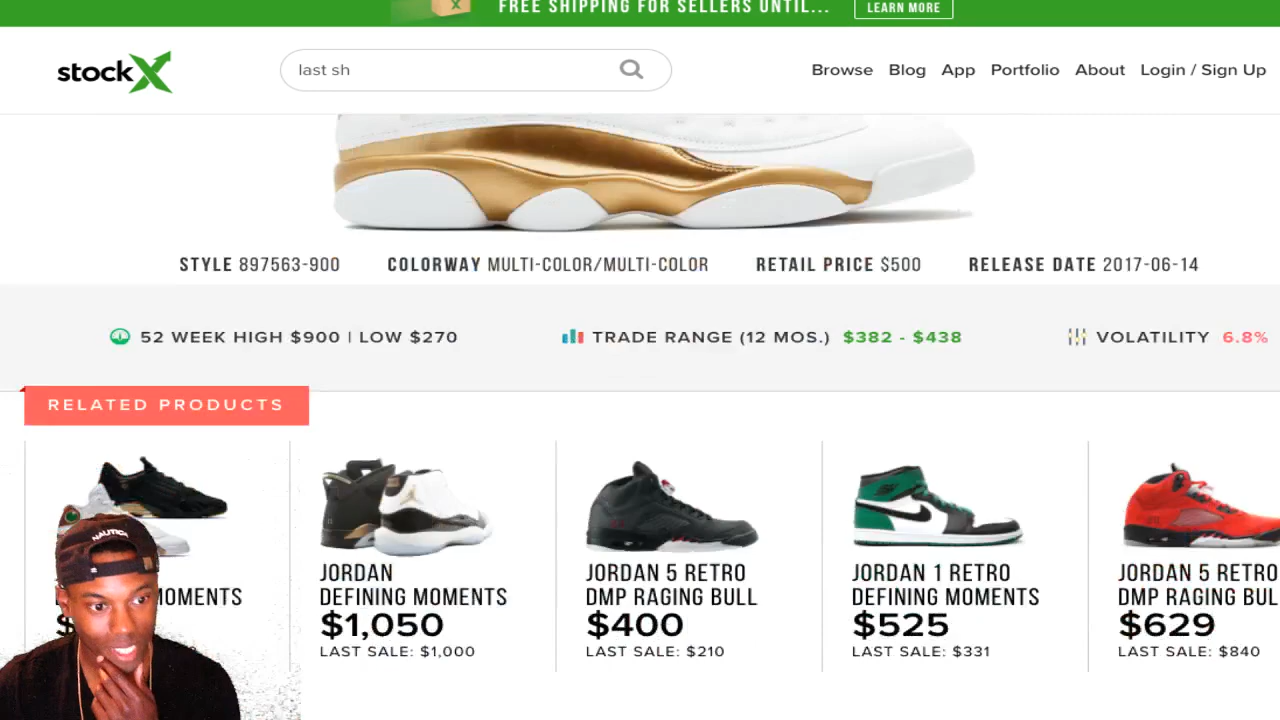 FREE SHIPPING FOR SELLERS UNTIL...
LEARN MORE
stockX
last sh
Browse Blog App Portfolio About Login / Sign Up
STYLE 897563-900 COLORWAY MULTI-COLOR/MULTI-COLOR RETAIL PRICE $500 RELEASE DATE 2017-06-14
52 WEEK HIGH $900 | LOW $270 TRADE RANGE (12 MOS.) $382 - $438 VOLATILITY 6.8%
RELATED PRODUCTS
NAUTICA
MOMENTS
$
JORDAN
DEFINING MOMENTS
$1,050
LAST SALE: $1,000
JORDAN 5 RETRO
DMP RAGING BULL
$400
LAST SALE: $210
JORDAN 1 RETRO
DEFINING MOMENTS
$525
LAST SALE: $331
JORDAN 5 RETRO
DMP RAGING BUL
$629
LAST SALE: $840